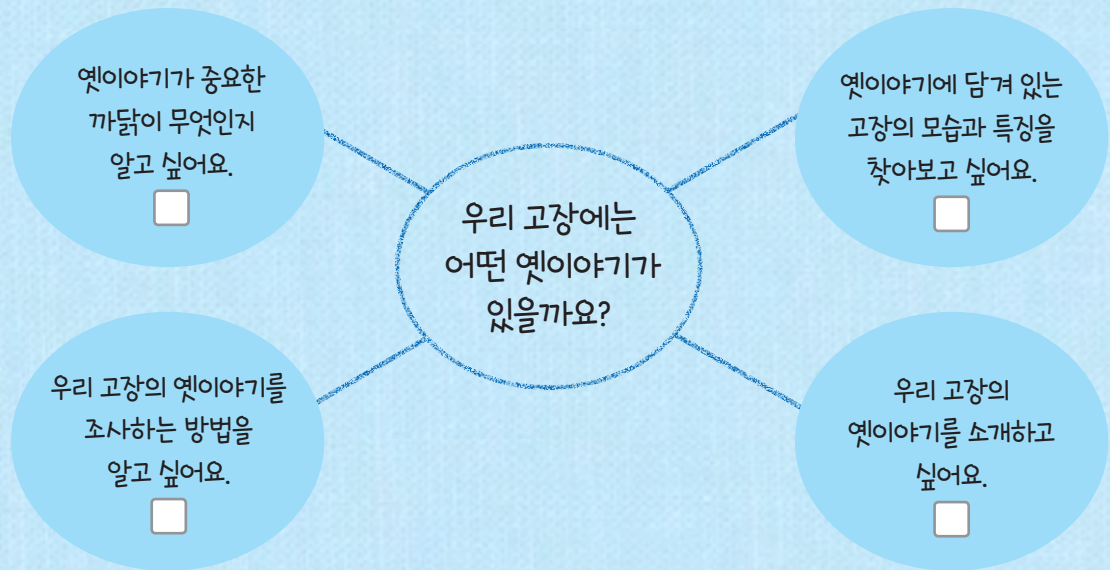 옛이야기가 중요한
까닭이 무엇인지
알고 싶어요.
옛이야기에 담겨 있는
고장의 모습과 특징을
찾아보고 싶어요.
우리 고장에는
어떤 옛이야기가
있을까요?
우리 고장의 옛이야기를
조사하는 방법을
알고 싶어요.
우리 고장의
옛이야기를 소개하고
싶어요.